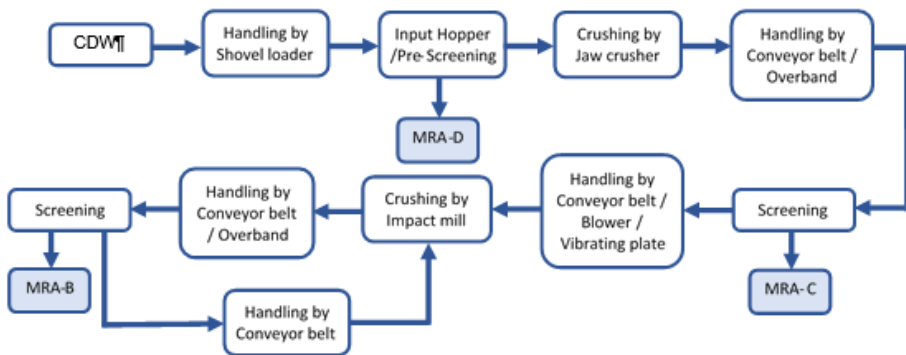 CDW¶
Handling by
Shovel loader
Input Hopper
/Pre-Screening
Crushing by
Jaw crusher
Handling by
Conveyor belt /
Overband
MRA-D
Screening
Handling by
Conveyor belt
/ Overband
Crushing by
Impact mill
Handling by
Conveyor belt /
Blower /
Vibrating plate
Screening
MRA-B
Handling by
Conveyor belt
MRA-C